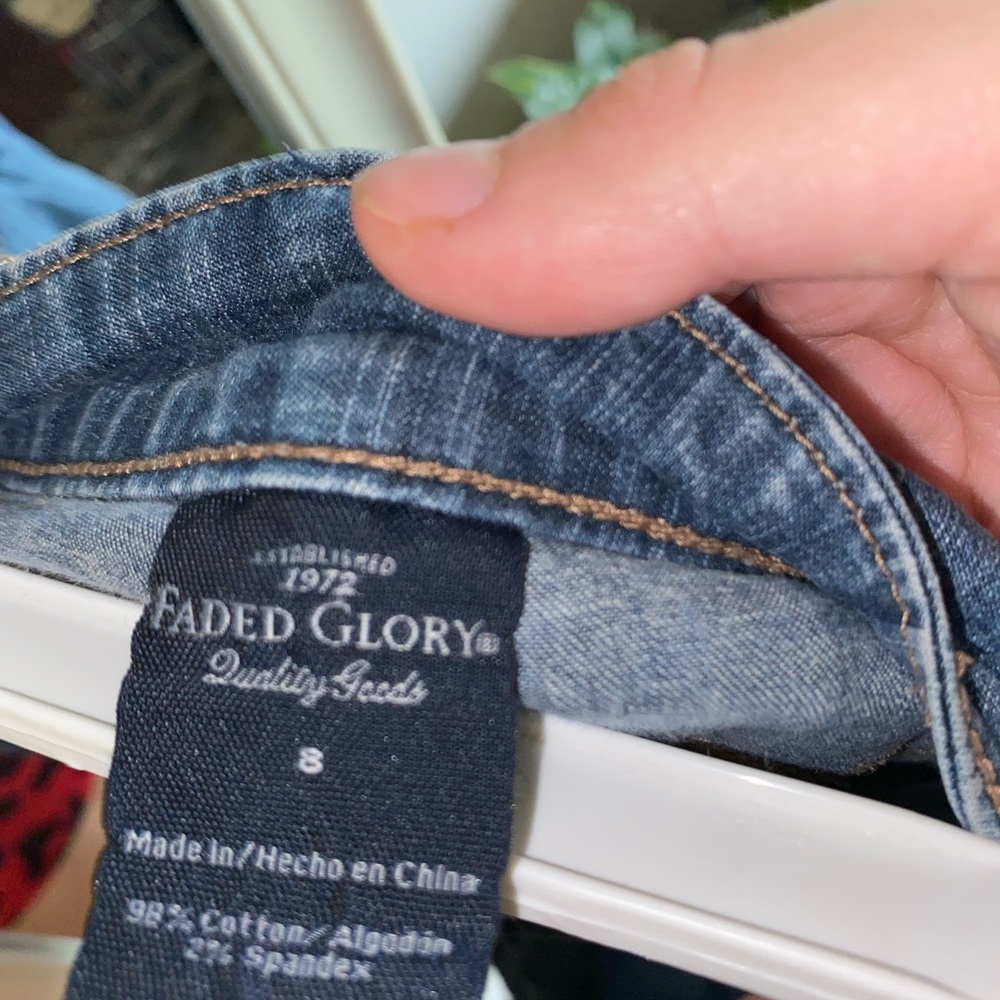 ESTABLISHED
1972
FADED GLORY®
Quality Goods
8
Made in/Hecho en China
98% Cotton/Algodón
2% Spandex